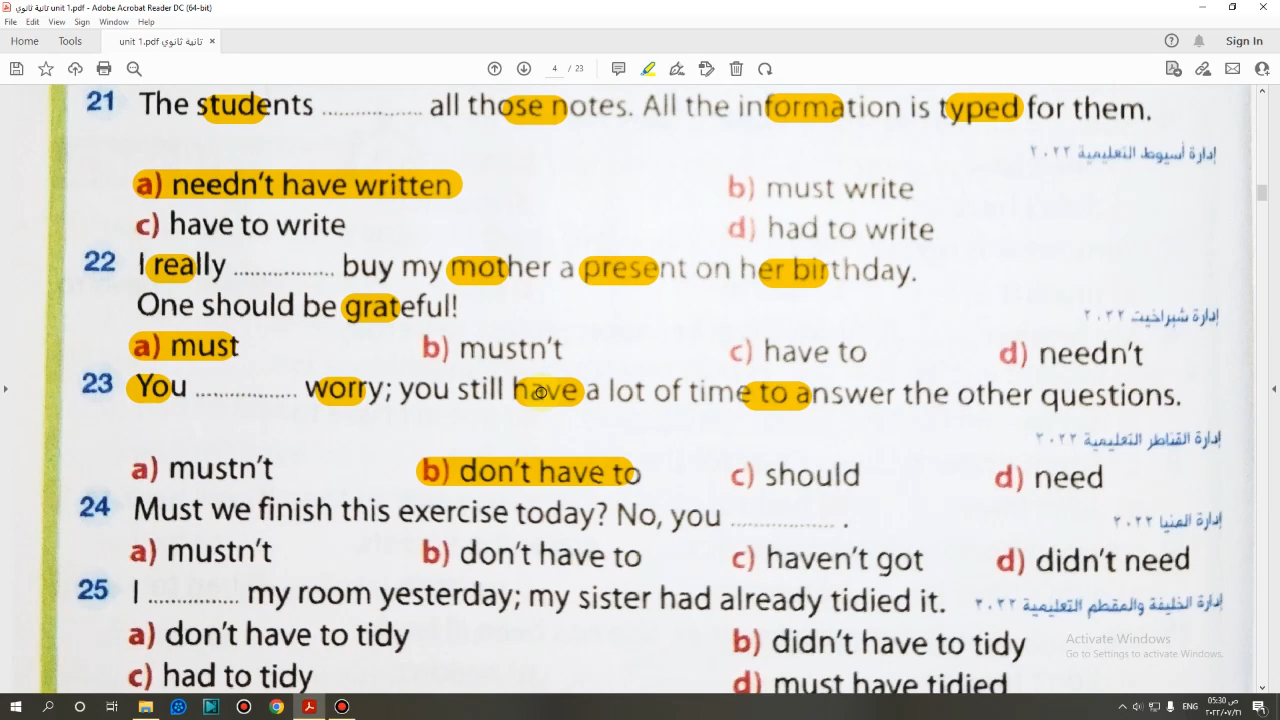 unit 1.pdf تانية ثانوي - Adobe Acrobat Reader DC (64-bit)
File Edit View Sign Window Help
Home Tools unit 1.pdf تانية ثانوي × Sign In
4 / 23
21 The students .................. all those notes. All the information is typed for them.
إدارة أسيوط التعليمية ٢٠٢٢
a) needn't have written b) must write
c) have to write d) had to write
22 I really .................. buy my mother a present on her birthday.
One should be grateful!
إدارة شبراخيت ٢٠٢٢
a) must b) mustn't c) have to d) needn't
23 You .................. worry; you still have a lot of time to answer the other questions.
إدارة القناطر التعليمية ٢٠٢٢
a) mustn't b) don't have to c) should d) need
24 Must we finish this exercise today? No, you .................. . إدارة المنيا ٢٠٢٢
a) mustn't b) don't have to c) haven't got d) didn't need
25 I ................ my room yesterday; my sister had already tidied it. إدارة الخليفة والمقطم التعليمية ٢٠٢٢
a) don't have to tidy b) didn't have to tidy
Activate Windows
Go to Settings to activate Windows.
c) had to tidy d) must have tidied
ENG 05:30 ص
٢٠٢٢/٠٧/٢١